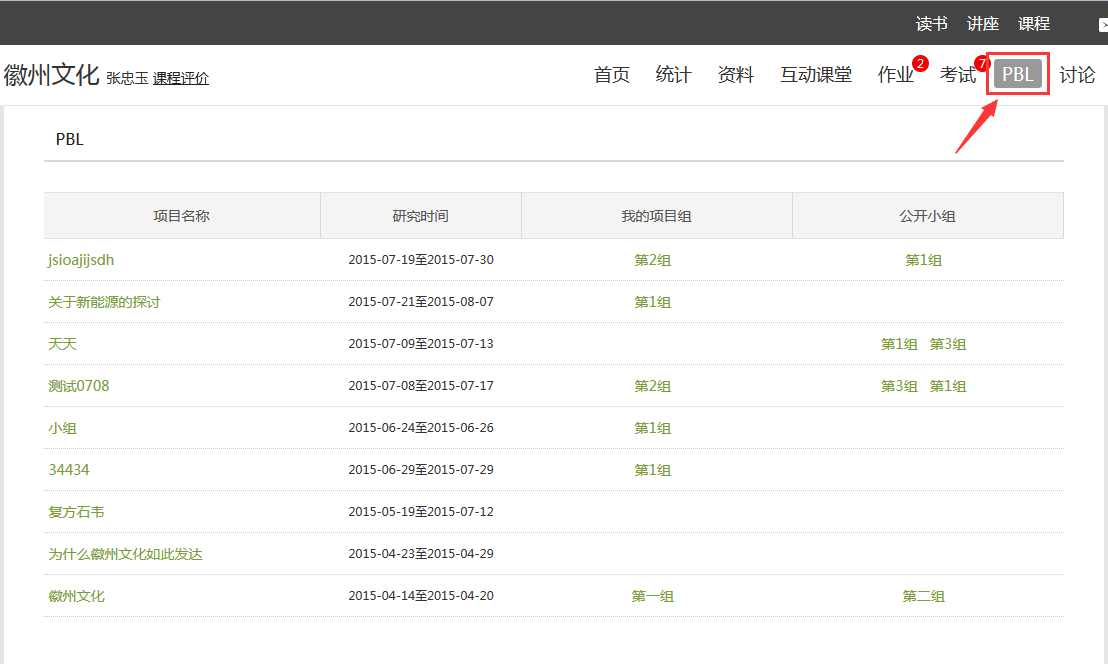 读书 讲座 课程
徽州文化 张忠玉 课程评价 首页 统计 资料 互动课堂 作业 2 考试 7 PBL 讨论
PBL
项目名称 研究时间 我的项目组 公开小组
jsioajijsdh 2015-07-19至2015-07-30 第2组 第1组
关于新能源的探讨 2015-07-21至2015-08-07 第1组
天天 2015-07-09至2015-07-13 第1组 第3组
测试0708 2015-07-08至2015-07-17 第2组 第3组 第1组
小组 2015-06-24至2015-06-26 第1组
34434 2015-06-29至2015-07-29 第1组
复方石韦 2015-05-19至2015-07-12
为什么徽州文化如此发达 2015-04-23至2015-04-29
徽州文化 2015-04-14至2015-04-20 第一组 第二组